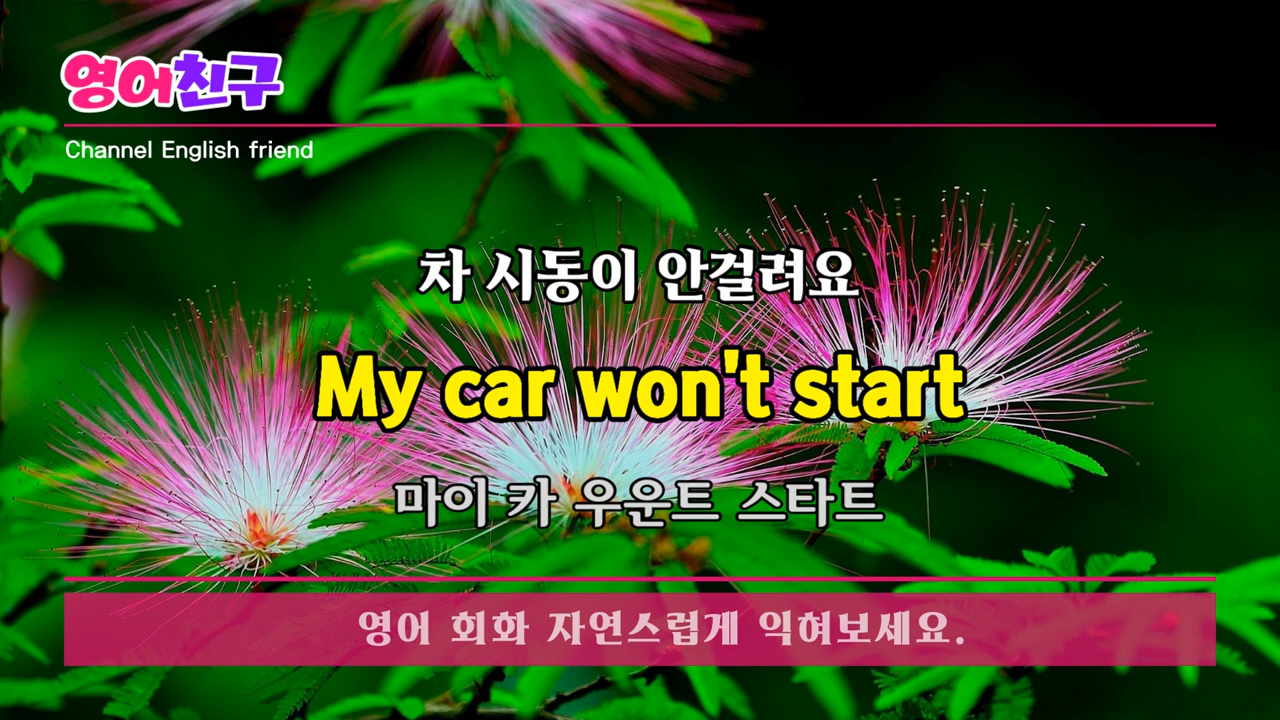 영어친구
Channel English friend
차 시동이 안걸려요
My car won't start
마이 카 우운트 스타트
영어 회화 자연스럽게 익혀보세요.